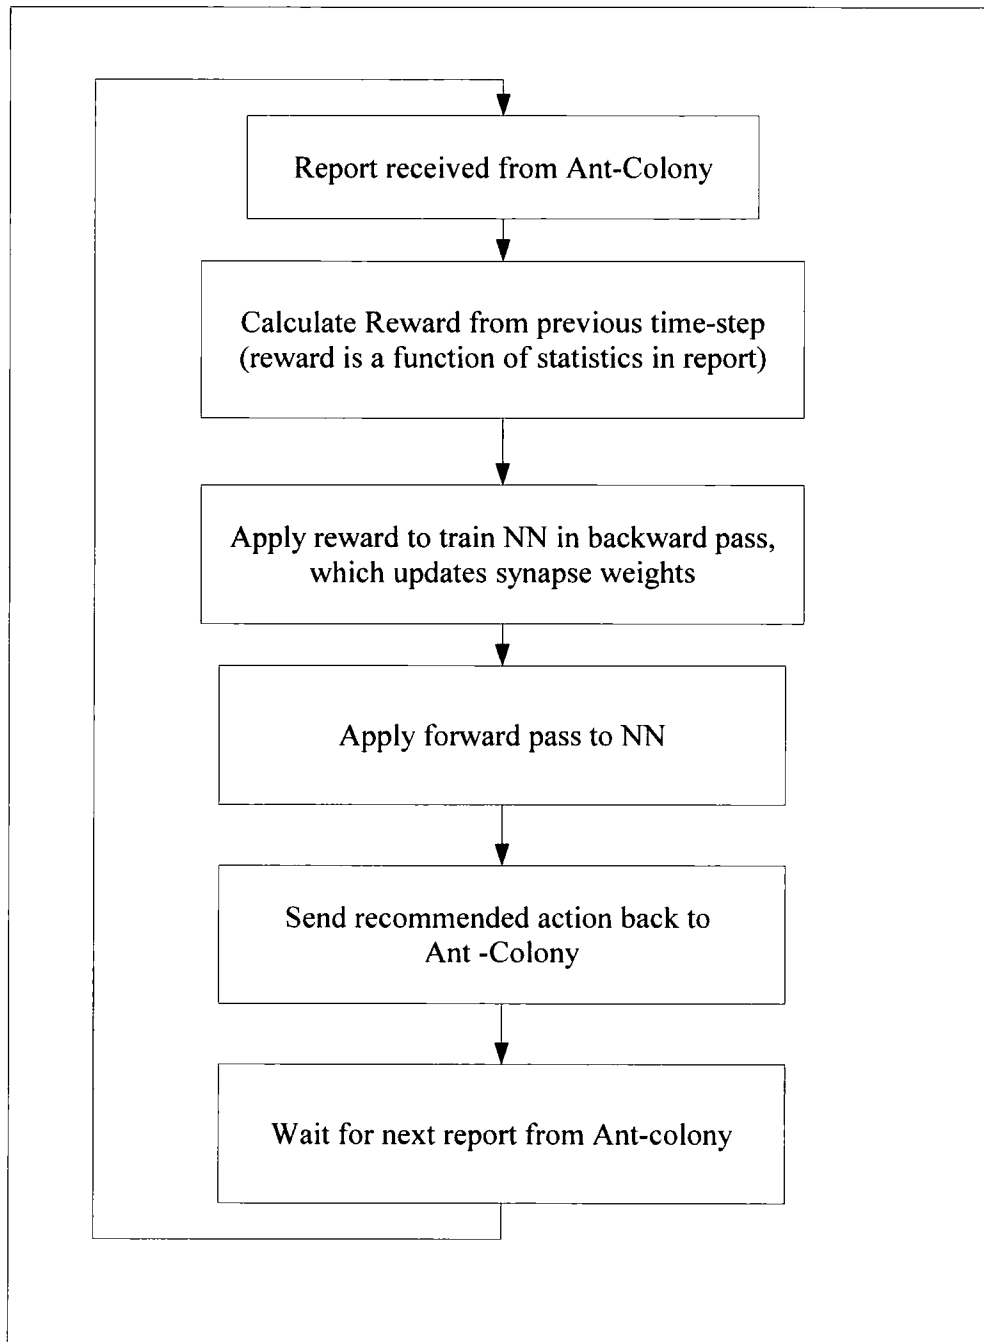 Report received from Ant-Colony
Calculate Reward from previous time-step
(reward is a function of statistics in report)
Apply reward to train NN in backward pass,
which updates synapse weights
Apply forward pass to NN
Send recommended action back to
Ant -Colony
Wait for next report from Ant-colony